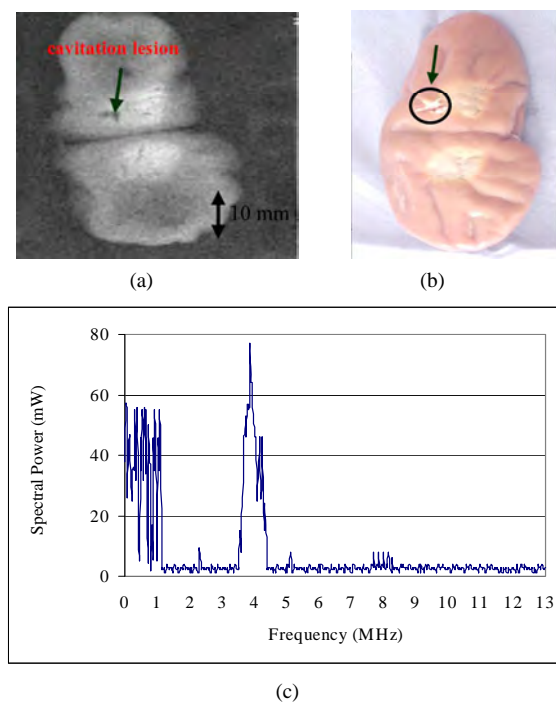 cavitation lesion
10 mm
(a)
(b)
80
60
40
20
0
Spectral Power (mW)
0 1 2 3 4 5 6 7 8 9 10 11 12 13
Frequency (MHz)
(c)